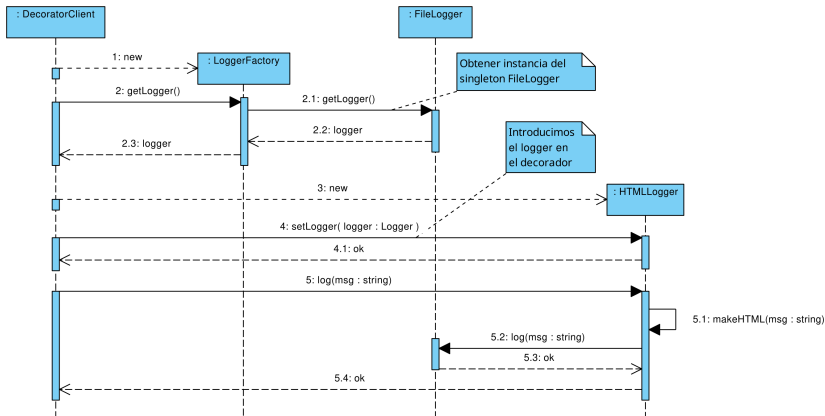 : DecoratorClient
: FileLogger
1: new
: LoggerFactory
Obtener instancia del
singleton FileLogger
2: getLogger()
2.1: getLogger()
2.2: logger
2.3: logger
Introducimos
el logger en
el decorador
3: new
: HTMLLogger
4: setLogger( logger : Logger )
4.1: ok
5: log(msg : string)
5.1: makeHTML(msg : string)
5.2: log(msg : string)
5.3: ok
5.4: ok